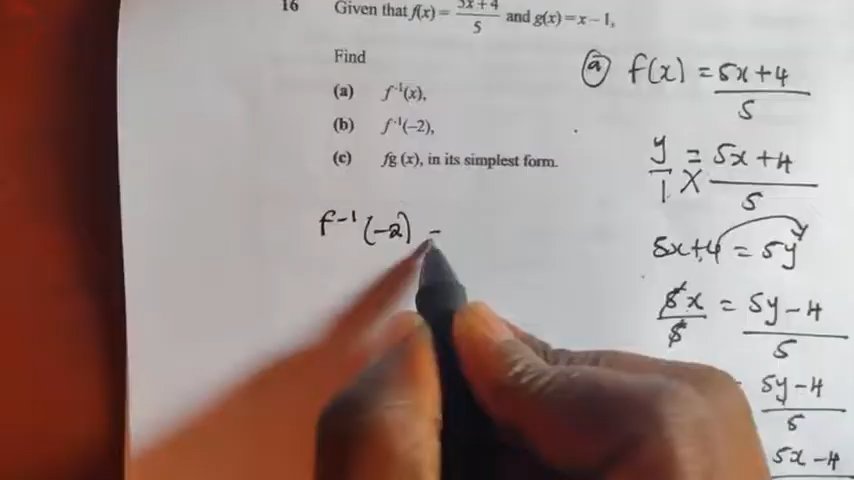 16 Given that f(x) = 5x+4/5 and g(x)=x−1,
Find
(a) f⁻¹(x),
(b) f⁻¹(−2),
(c) fg (x), in its simplest form.
f⁻¹(−2) =
(a) f(x) = 5x+4/5
y/1 = 5x+4/5
5x+4 = 5y
5x/5 = 5y−4/5
5y−4/5
5x−4